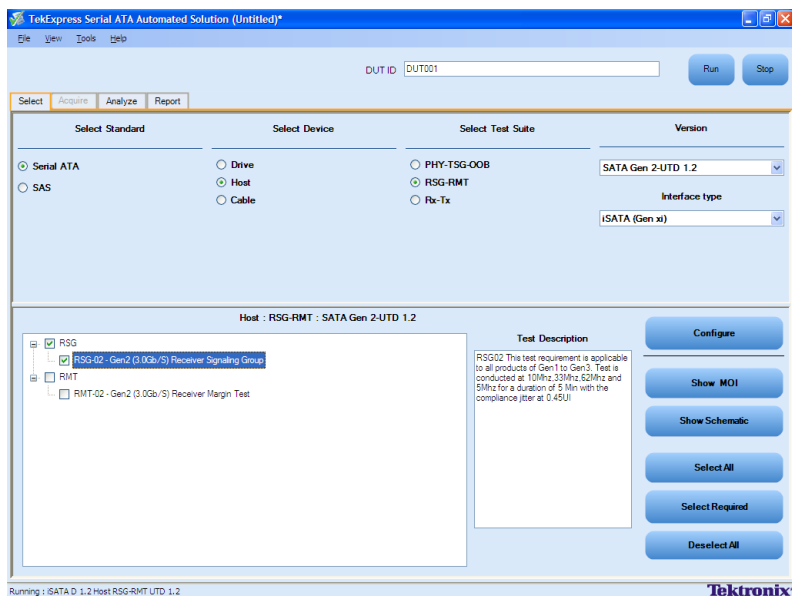 TekExpress Serial ATA Automated Solution (Untitled)*
File View Tools Help
DUT ID DUT001 Run Stop
Select Acquire Analyze Report
Select Standard Select Device Select Test Suite Version
Serial ATA Drive PHY-TSG-OOB SATA Gen 2-UTD 1.2
SAS Host RSG-RMT Interface type
Cable Rx-Tx iSATA (Gen xi)
Host : RSG-RMT : SATA Gen 2-UTD 1.2
RSG
RSG-02 - Gen2 (3.0Gb/S) Receiver Signaling Group
RMT
RMT-02 - Gen2 (3.0Gb/S) Receiver Margin Test
Test Description
RSG02 This test requirement is applicable
to all products of Gen1 to Gen3. Test is
conducted at 10Mhz,33Mhz,62Mhz and
5Mhz for a duration of 5 Min with the
compliance jitter at 0.45UI
Configure
Show MOI
Show Schematic
Select All
Select Required
Deselect All
Running : iSATA D 1.2 Host RSG-RMT UTD 1.2 Tektronix